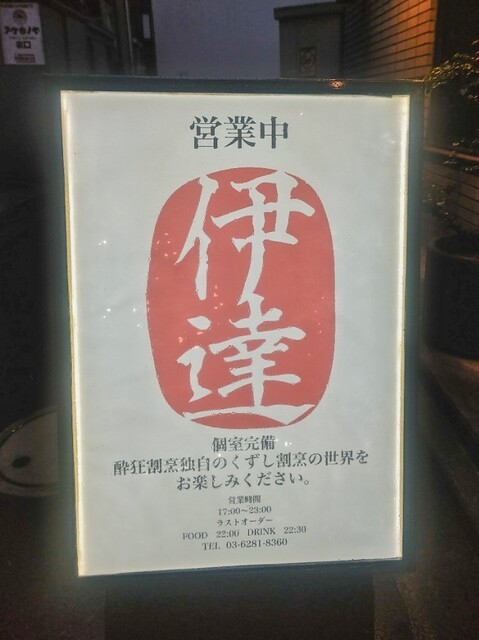 営業中
伊達
個室完備
酔狂割烹独自のくずし割烹の世界を
お楽しみください。
営業時間
17:00〜23:00
ラストオーダー
FOOD 22:00 DRINK 22:30
TEL 03-6281-8360